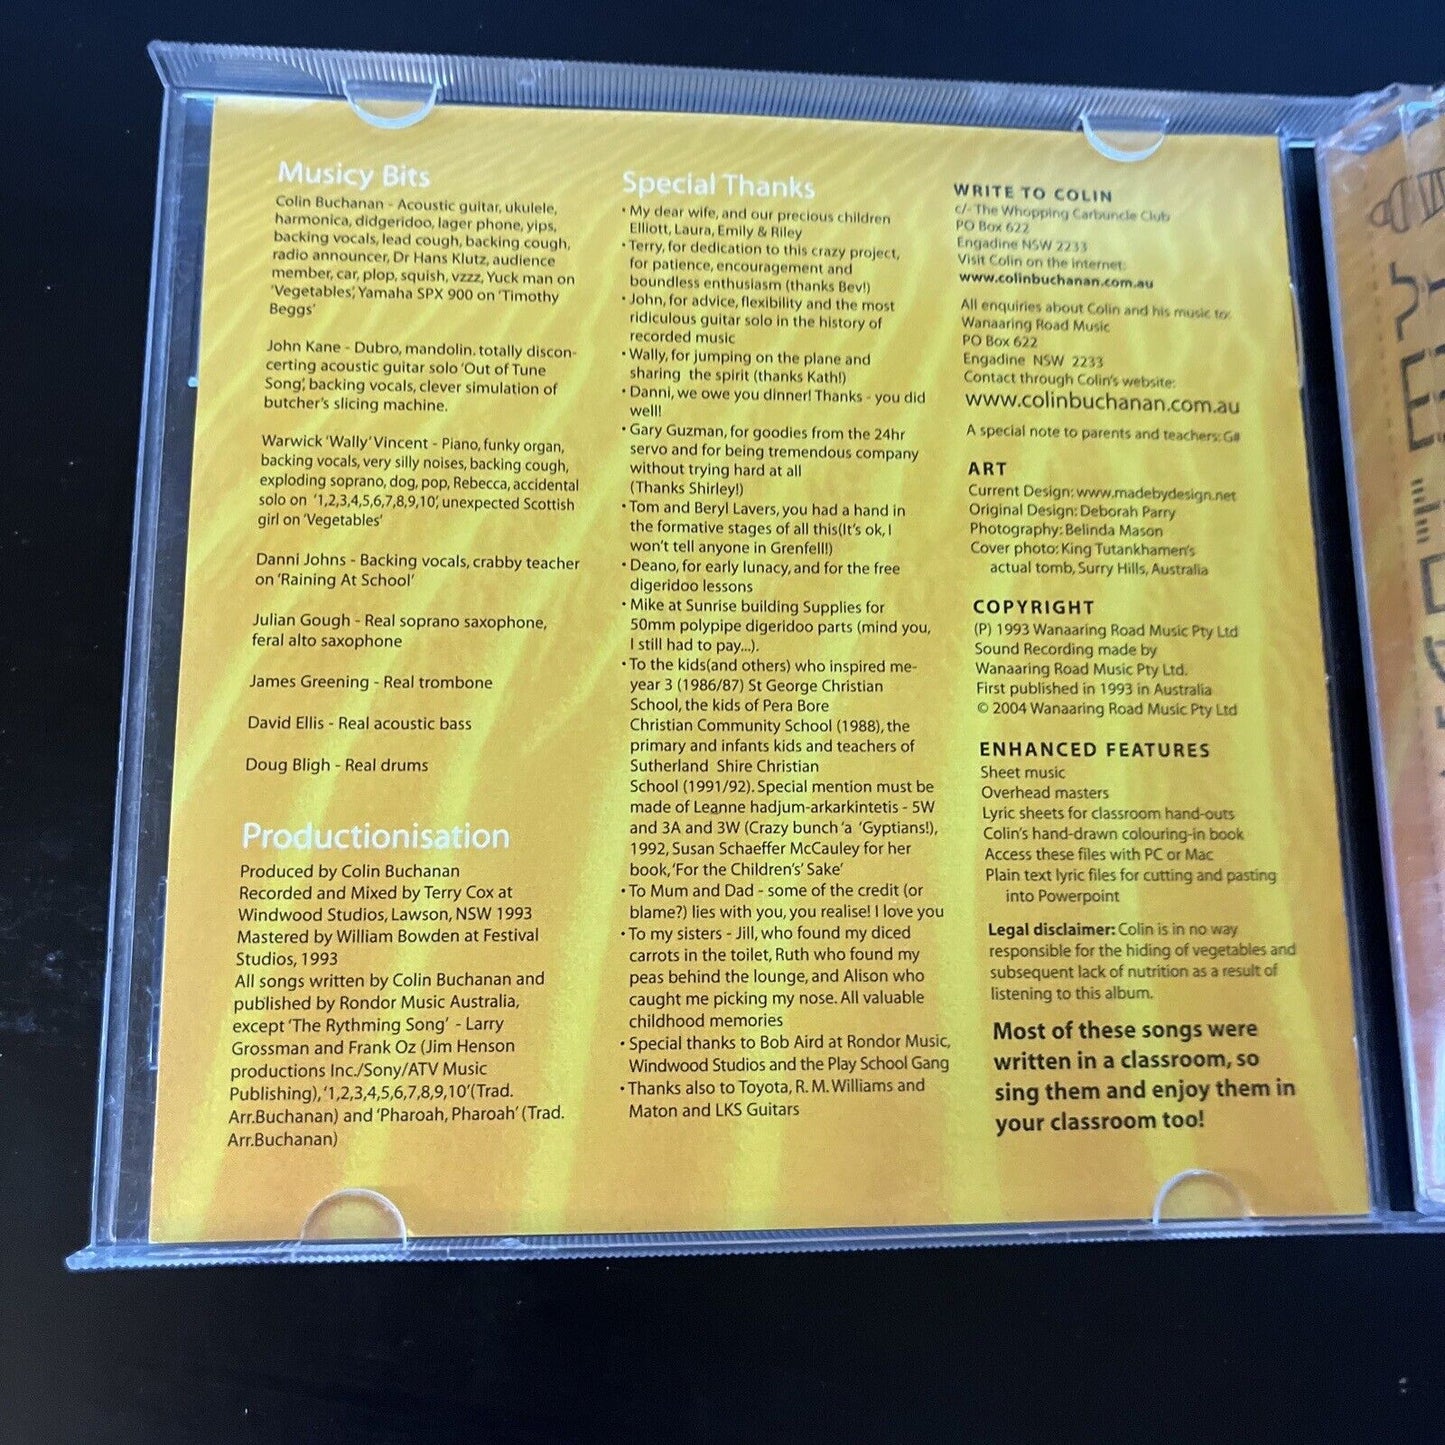 Musicy Bits
Colin Buchanan - Acoustic guitar, ukulele,
harmonica, didgeridoo, lager phone, yips,
backing vocals, lead cough, backing cough,
radio announcer, Dr Hans Klutz, audience
member, car, plop, squish, vzzz, Yuck man on
'Vegetables', Yamaha SPX 900 on 'Timothy
Beggs'
John Kane - Dubro, mandolin. totally discon-
certing acoustic guitar solo 'Out of Tune
Song', backing vocals, clever simulation of
butcher's slicing machine.
Warwick 'Wally' Vincent - Piano, funky organ,
backing vocals, very silly noises, backing cough,
exploding soprano, dog, pop, Rebecca, accidental
solo on '1,2,3,4,5,6,7,8,9,10', unexpected Scottish
girl on 'Vegetables'
Danni Johns - Backing vocals, crabby teacher
on 'Raining At School'
Julian Gough - Real soprano saxophone,
feral alto saxophone
James Greening - Real trombone
David Ellis - Real acoustic bass
Doug Bligh - Real drums
Productionisation
Produced by Colin Buchanan
Recorded and Mixed by Terry Cox at
Windwood Studios, Lawson, NSW 1993
Mastered by William Bowden at Festival
Studios, 1993
All songs written by Colin Buchanan and
published by Rondor Music Australia,
except 'The Rythming Song' - Larry
Grossman and Frank Oz (Jim Henson
productions Inc./Sony/ATV Music
Publishing), '1,2,3,4,5,6,7,8,9,10' (Trad.
Arr.Buchanan) and 'Pharoah, Pharoah' (Trad.
Arr.Buchanan)
Special Thanks
• My dear wife, and our precious children
Elliott, Laura, Emily & Riley
• Terry, for dedication to this crazy project,
for patience, encouragement and
boundless enthusiasm (thanks Bev!)
• John, for advice, flexibility and the most
ridiculous guitar solo in the history of
recorded music
• Wally, for jumping on the plane and
sharing the spirit (thanks Kath!)
• Danni, we owe you dinner! Thanks - you did
well!
• Gary Guzman, for goodies from the 24hr
servo and for being tremendous company
without trying hard at all
(Thanks Shirley!)
• Tom and Beryl Lavers, you had a hand in
the formative stages of all this(It's ok, I
won't tell anyone in Grenfell!)
• Deano, for early lunacy, and for the free
digeridoo lessons
• Mike at Sunrise building Supplies for
50mm polypipe digeridoo parts (mind you,
I still had to pay...).
• To the kids(and others) who inspired me-
year 3 (1986/87) St George Christian
School, the kids of Pera Bore
Christian Community School (1988), the
primary and infants kids and teachers of
Sutherland Shire Christian
School (1991/92). Special mention must be
made of Leanne hadjum-arkarkintetis - 5W
and 3A and 3W (Crazy bunch 'a 'Gyptians!),
1992, Susan Schaeffer McCauley for her
book, 'For the Children's' Sake'
• To Mum and Dad - some of the credit (or
blame?) lies with you, you realise! I love you
• To my sisters - Jill, who found my diced
carrots in the toilet, Ruth who found my
peas behind the lounge, and Alison who
caught me picking my nose. All valuable
childhood memories
• Special thanks to Bob Aird at Rondor Music,
Windwood Studios and the Play School Gang
• Thanks also to Toyota, R. M. Williams and
Maton and LKS Guitars
WRITE TO COLIN
c/- The Whopping Carbuncle Club
PO Box 622
Engadine NSW 2233
Visit Colin on the internet:
www.colinbuchanan.com.au
All enquiries about Colin and his music to:
Wanaaring Road Music
PO Box 622
Engadine NSW 2233
Contact through Colin's website:
www.colinbuchanan.com.au
A special note to parents and teachers: G#
ART
Current Design: www.madebydesign.net
Original Design: Deborah Parry
Photography: Belinda Mason
Cover photo: King Tutankhamen's
actual tomb, Surry Hills, Australia
COPYRIGHT
(P) 1993 Wanaaring Road Music Pty Ltd
Sound Recording made by
Wanaaring Road Music Pty Ltd.
First published in 1993 in Australia
© 2004 Wanaaring Road Music Pty Ltd
ENHANCED FEATURES
Sheet music
Overhead masters
Lyric sheets for classroom hand-outs
Colin's hand-drawn colouring-in book
Access these files with PC or Mac
Plain text lyric files for cutting and pasting
into Powerpoint
Legal disclaimer: Colin is in no way
responsible for the hiding of vegetables and
subsequent lack of nutrition as a result of
listening to this album.
Most of these songs were
written in a classroom, so
sing them and enjoy them in
your classroom too!